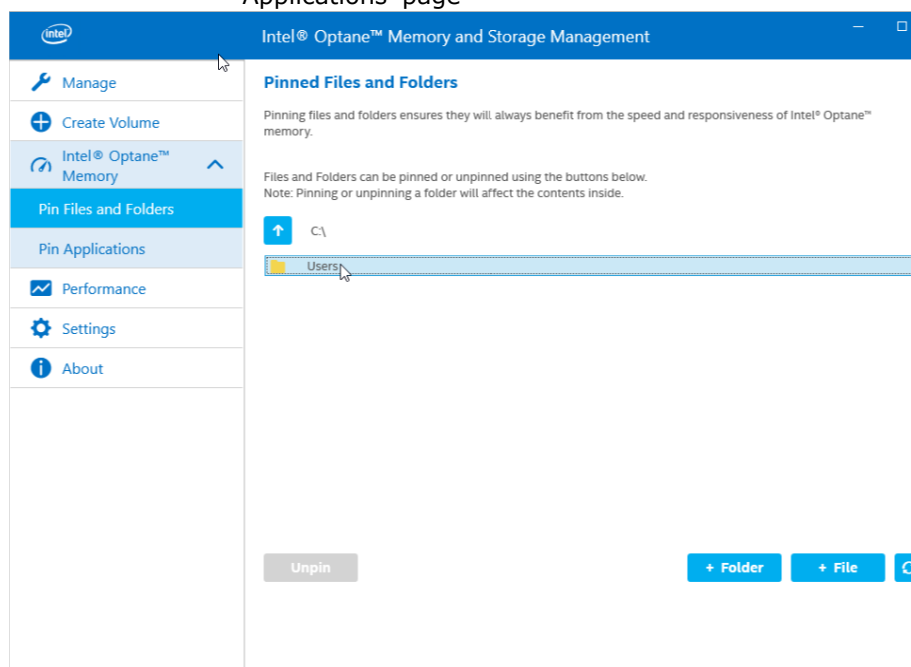 Applications" page
intel
Intel® Optane™ Memory and Storage Management
Manage
Create Volume
Intel® Optane™
Memory
Pin Files and Folders
Pin Applications
Performance
Settings
About
Pinned Files and Folders
Pinning files and folders ensures they will always benefit from the speed and responsiveness of Intel® Optane™
memory.
Files and Folders can be pinned or unpinned using the buttons below.
Note: Pinning or unpinning a folder will affect the contents inside.
C:\
Users
Unpin
+ Folder
+ File